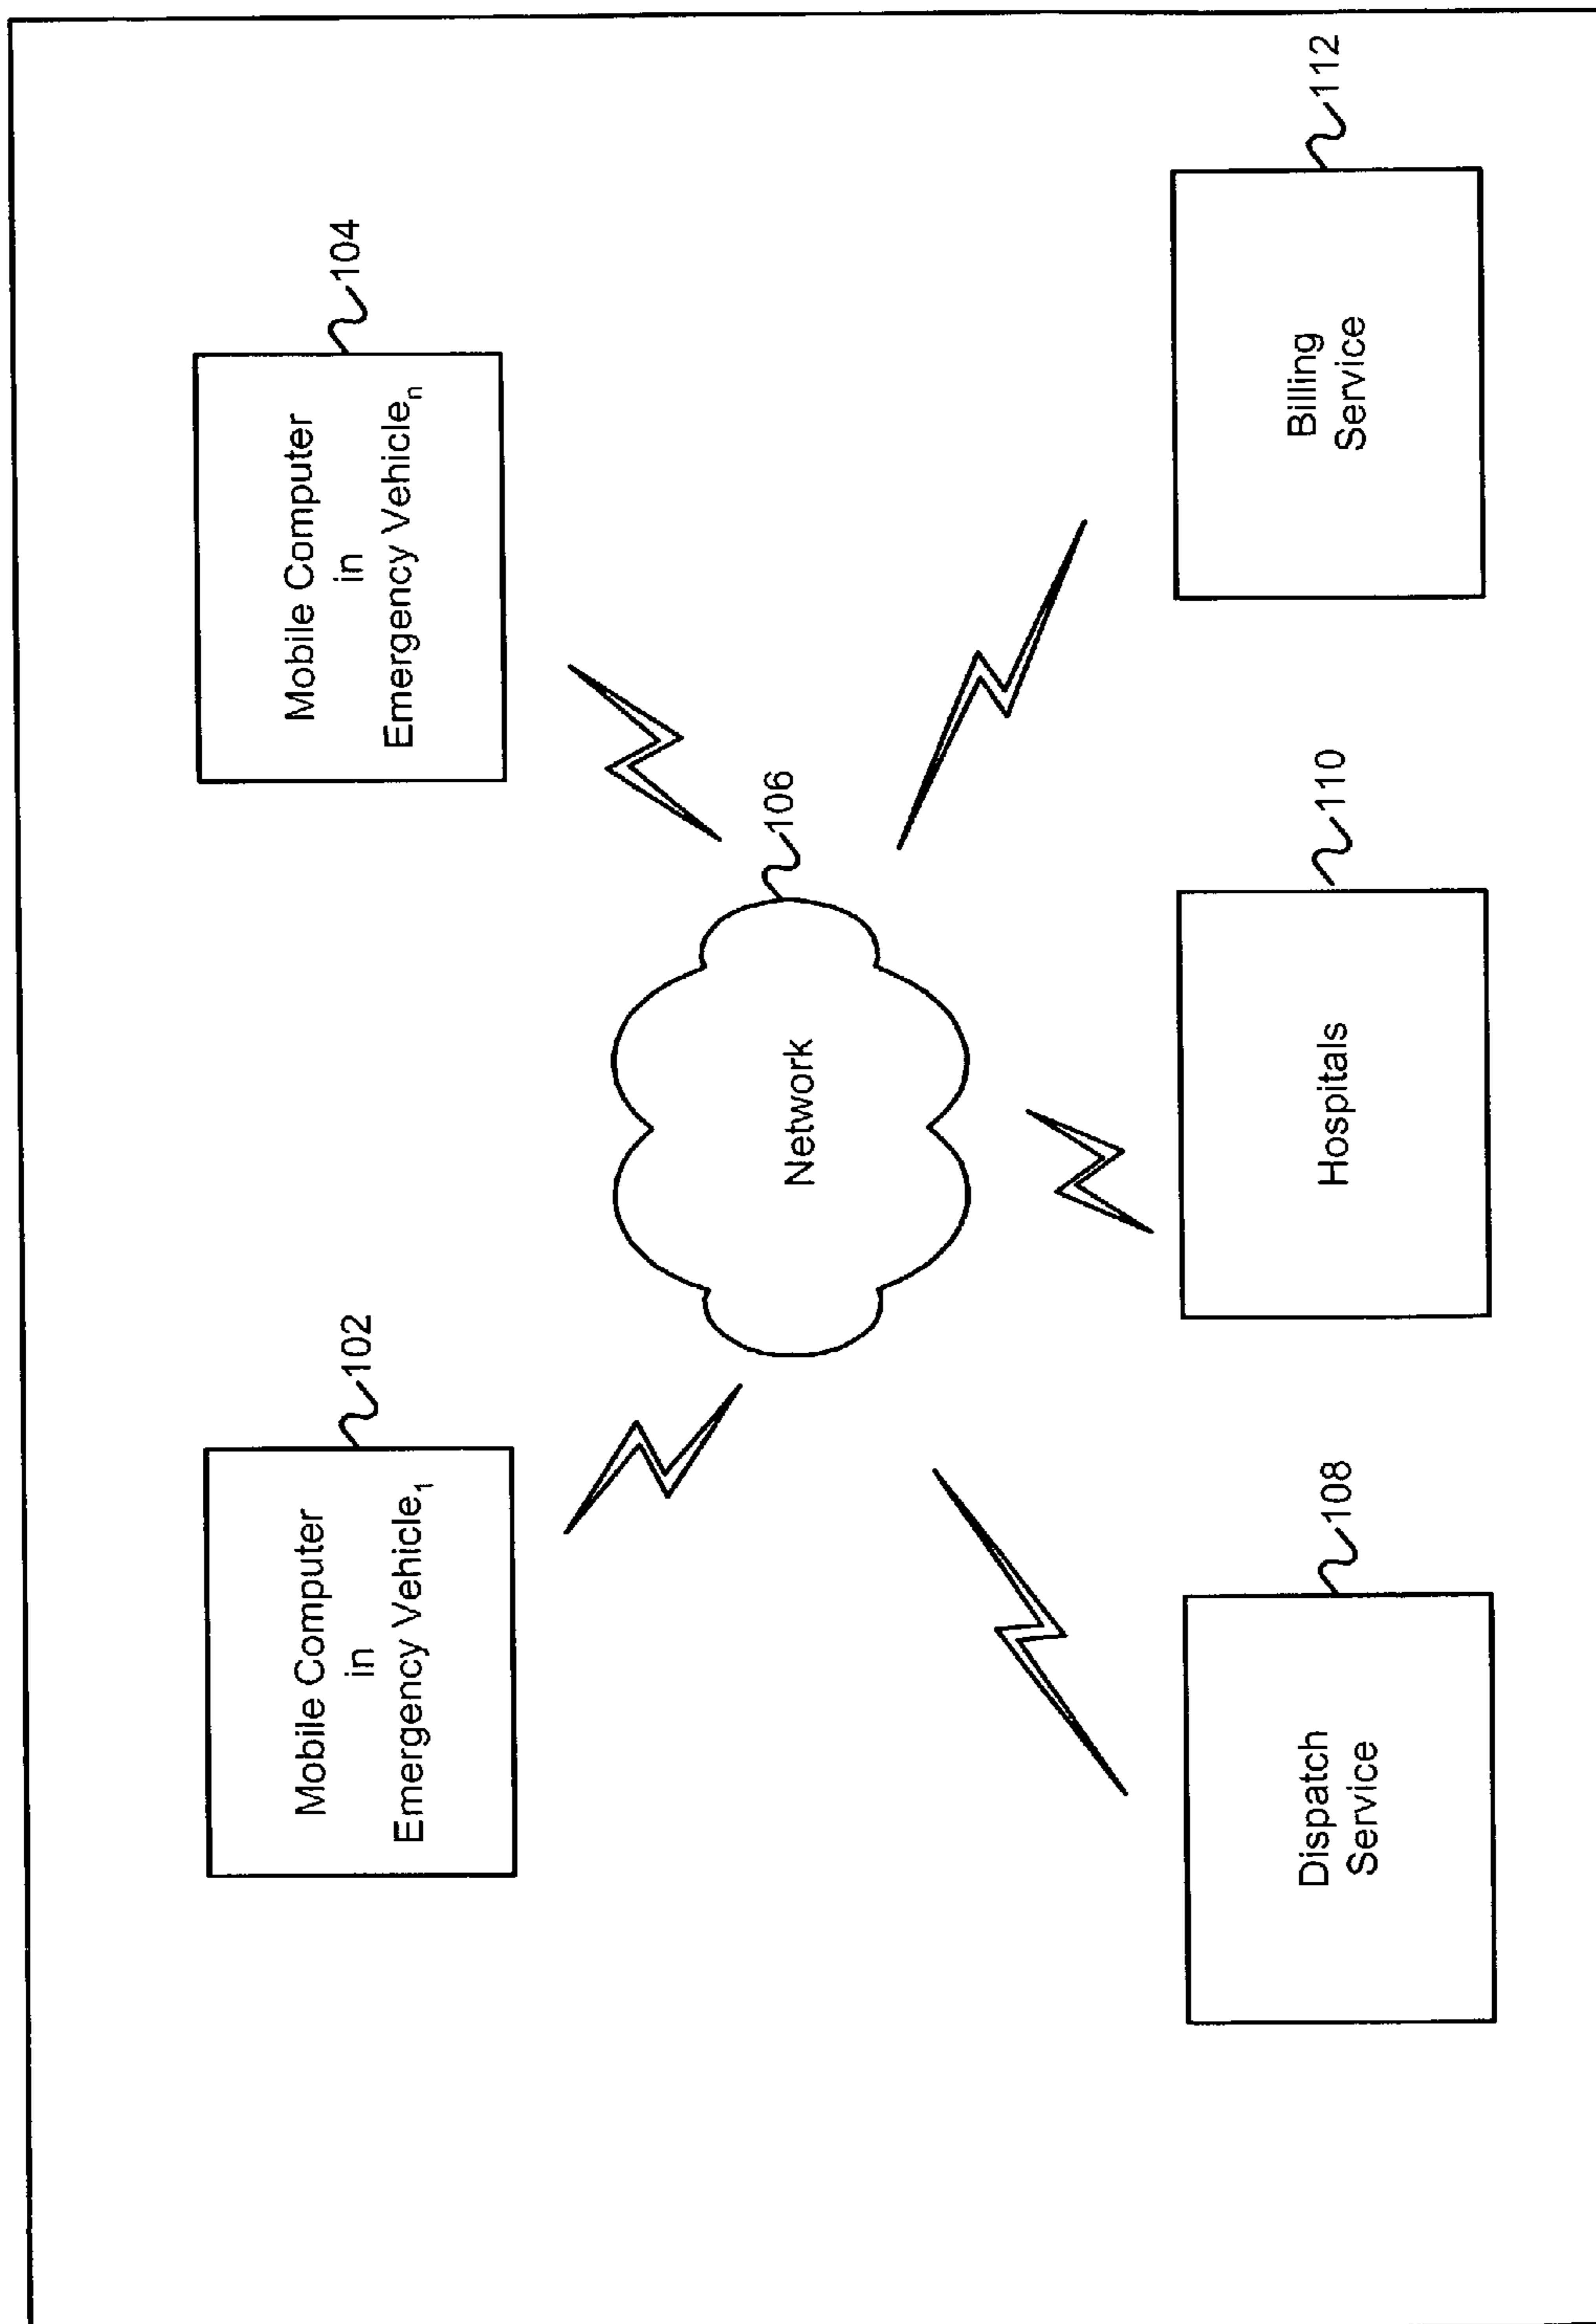 Mobile Computer
in
Emergency Vehicle₁
102
Mobile Computer
in
Emergency Vehicleₙ
104
Network
106
Dispatch
Service
108
Hospitals
110
Billing
Service
112